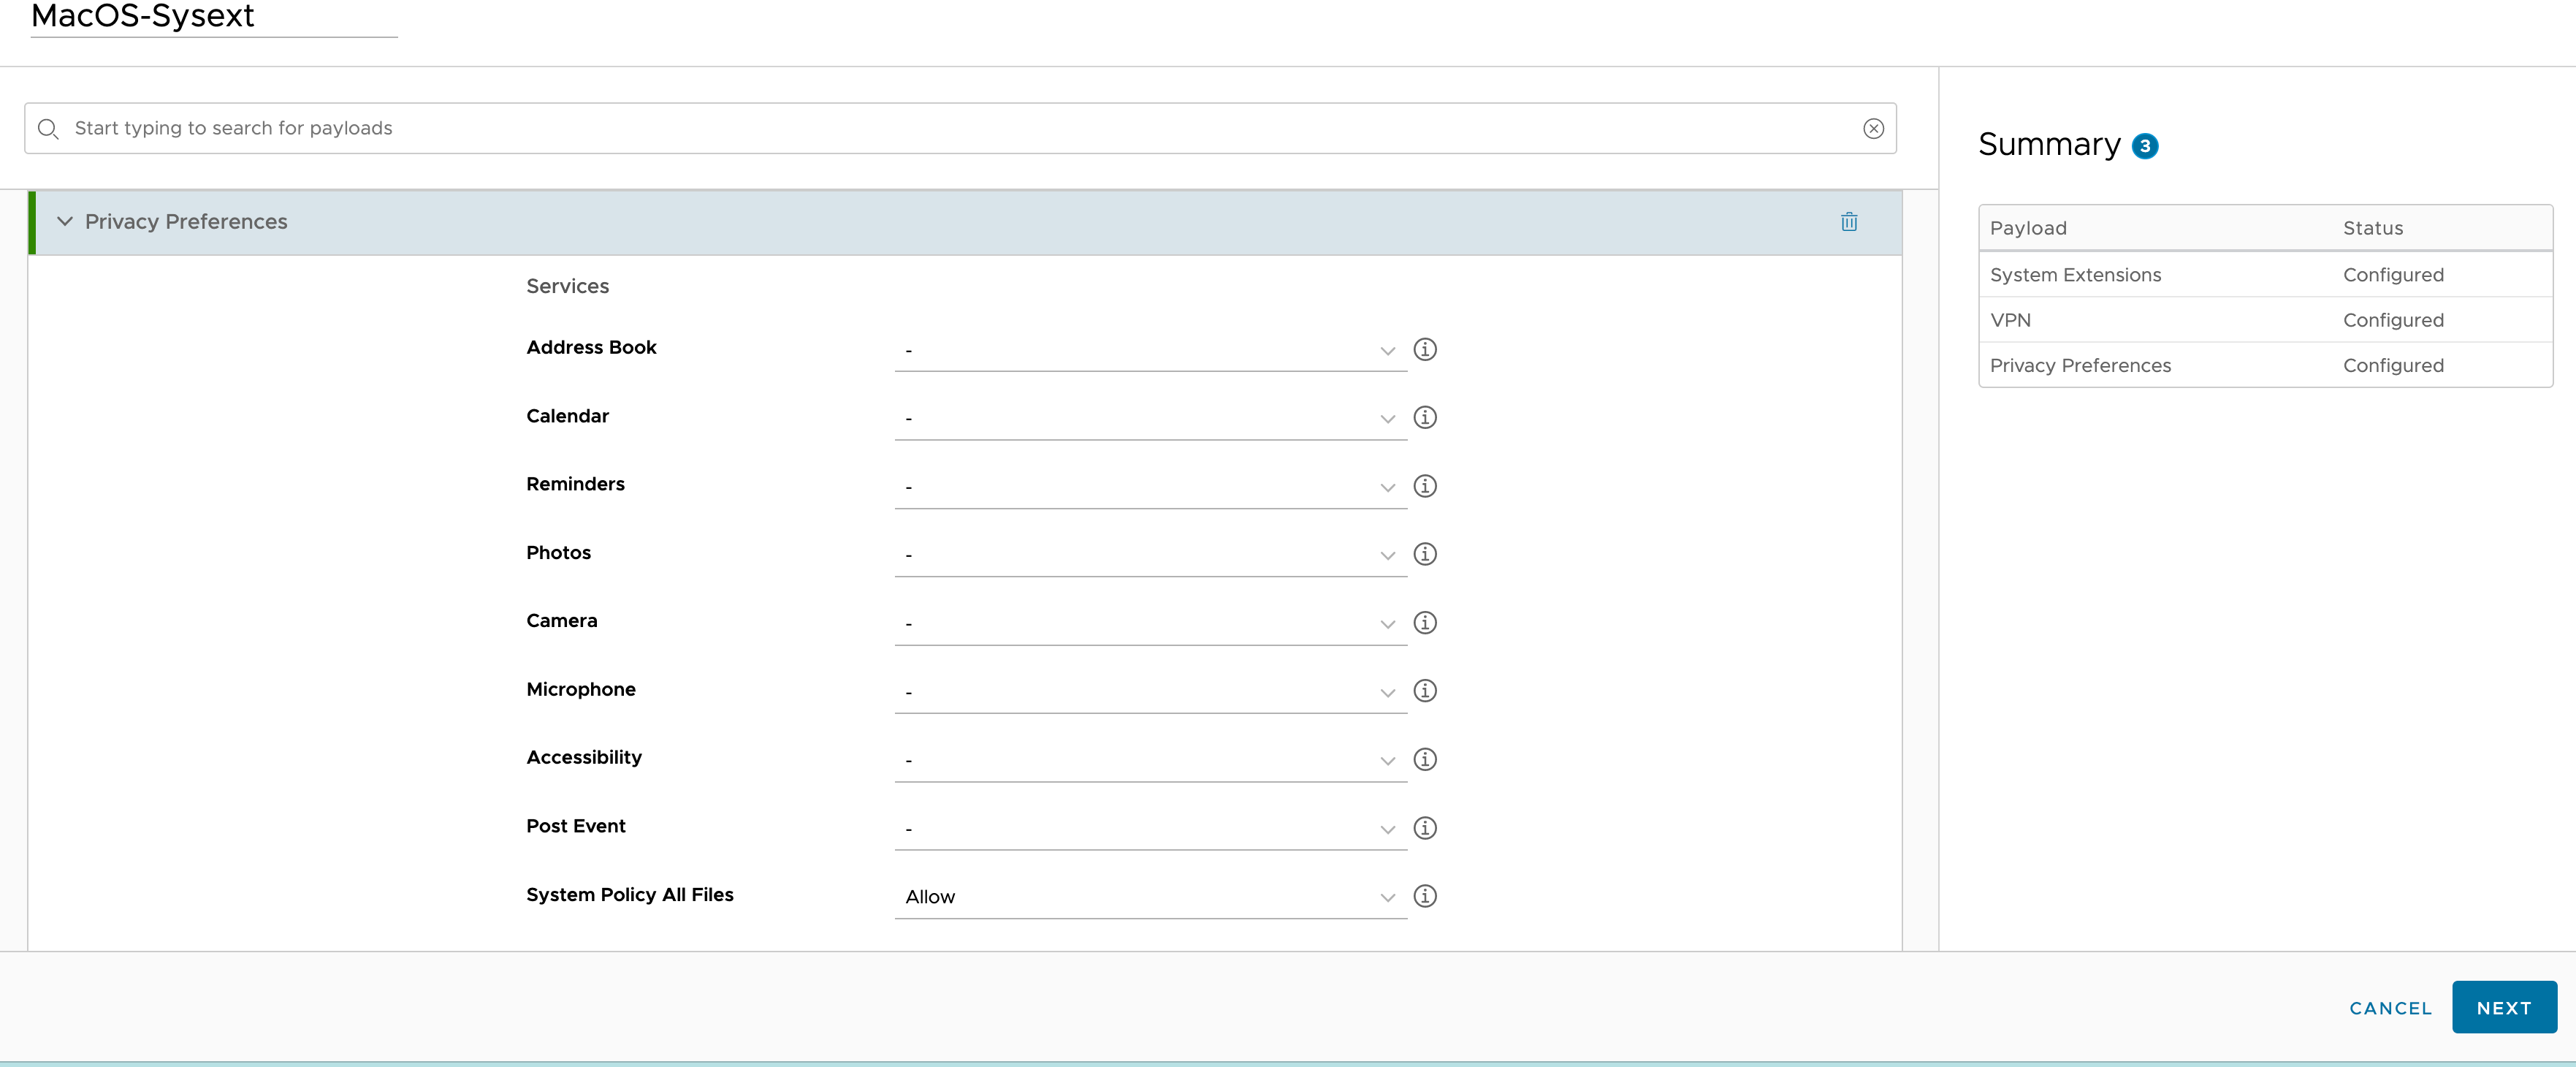 MacOS-Sysext
Start typing to search for payloads
Privacy Preferences
Services
Address Book -
Calendar -
Reminders -
Photos -
Camera -
Microphone -
Accessibility -
Post Event -
System Policy All Files Allow
Summary 3
Payload Status
System Extensions Configured
VPN Configured
Privacy Preferences Configured
CANCEL NEXT